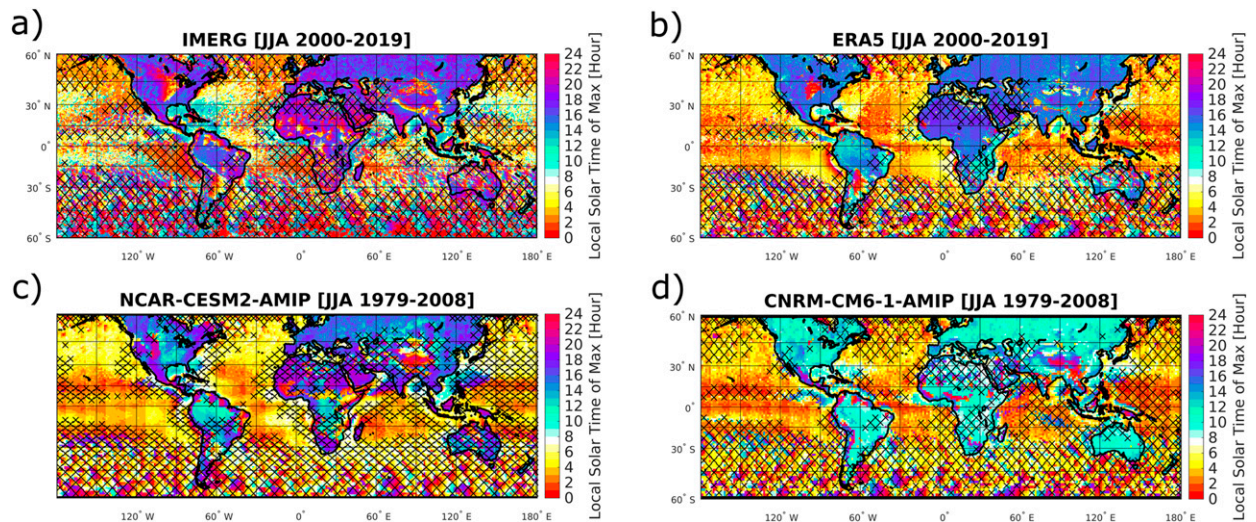 a)
IMERG [JJA 2000-2019]
60° N
30° N
0°
30° S
60° S
120° W
60° W
0°
60° E
120° E
180° E
24
22
20
18
16
14
12
10
8
6
4
2
0
Local Solar Time of Max [Hour]
b)
ERA5 [JJA 2000-2019]
60° N
30° N
0°
30° S
60° S
120° W
60° W
0°
60° E
120° E
180° E
24
22
20
18
16
14
12
10
8
6
4
2
0
Local Solar Time of Max [Hour]
c)
NCAR-CESM2-AMIP [JJA 1979-2008]
60° N
30° N
0°
30° S
60° S
120° W
60° W
0°
60° E
120° E
180° E
24
22
20
18
16
14
12
10
8
6
4
2
0
Local Solar Time of Max [Hour]
d)
CNRM-CM6-1-AMIP [JJA 1979-2008]
60° N
30° N
0°
30° S
60° S
120° W
60° W
0°
60° E
120° E
180° E
24
22
20
18
16
14
12
10
8
6
4
2
0
Local Solar Time of Max [Hour]